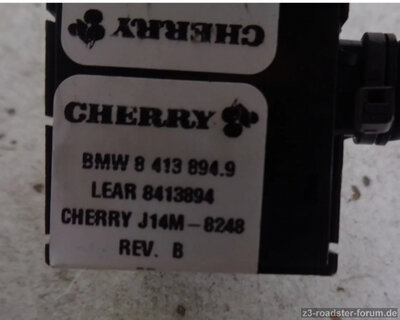 CHERRY
CHERRY
BMW 8 413 894.9
LEAR 8413894
CHERRY J14M-8248
REV. B
z3-roadster-forum.de